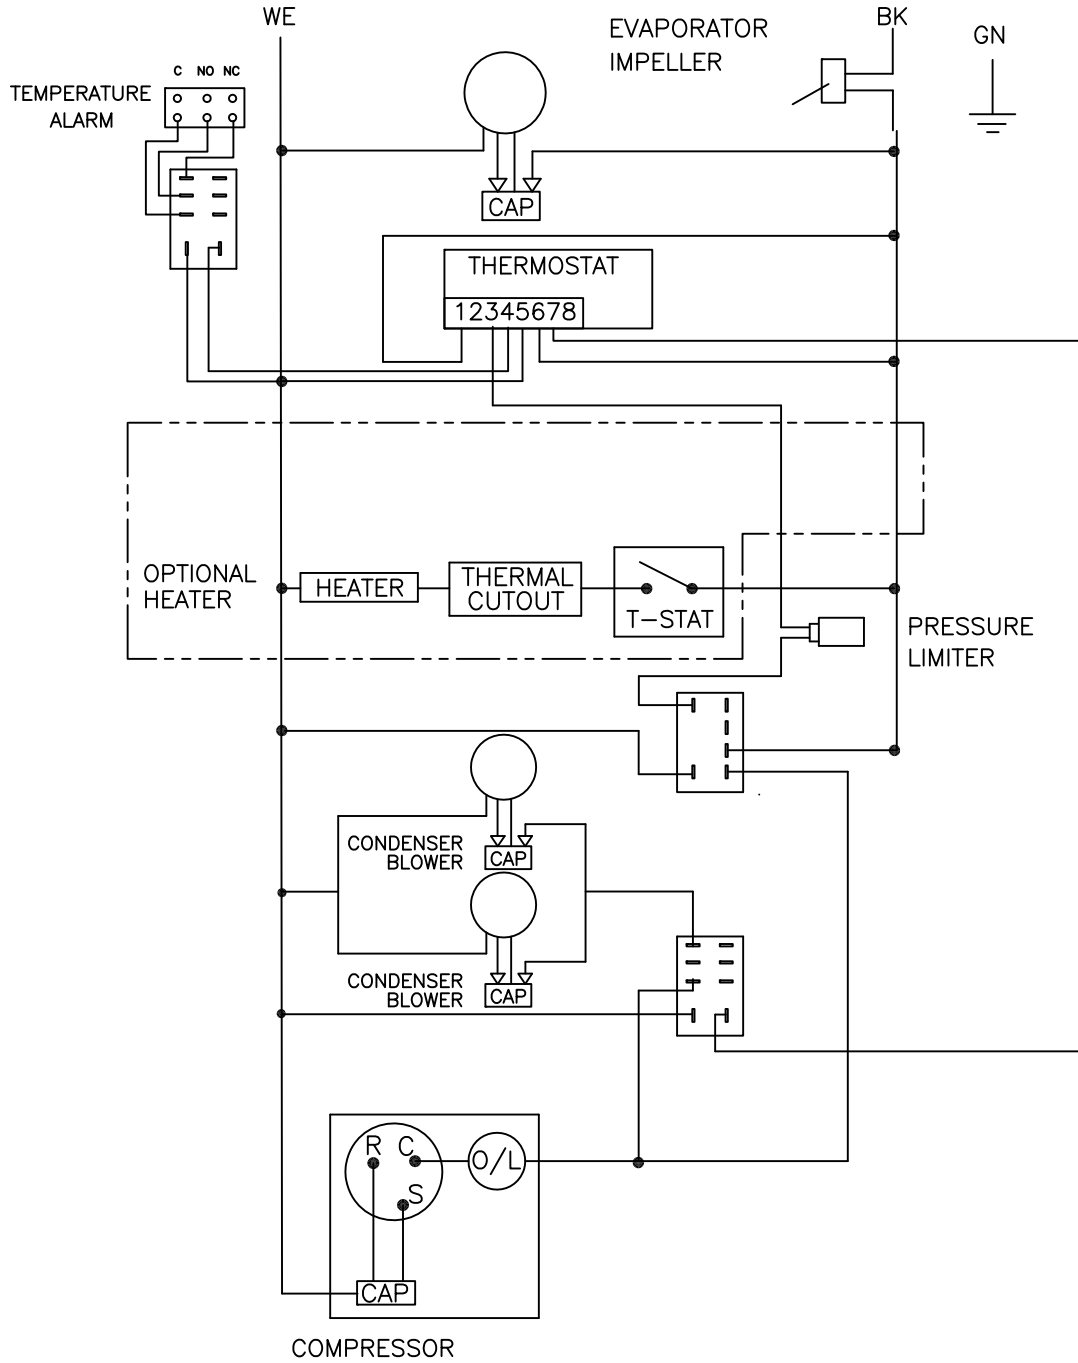 WE
BK
EVAPORATOR
IMPELLER
GN
C NO NC
TEMPERATURE
ALARM
CAP
THERMOSTAT
12345678
OPTIONAL
HEATER
HEATER
THERMAL
CUTOUT
T-STAT
PRESSURE
LIMITER
CONDENSER
BLOWER
CAP
CONDENSER
BLOWER
CAP
R C
O/L
S
CAP
COMPRESSOR